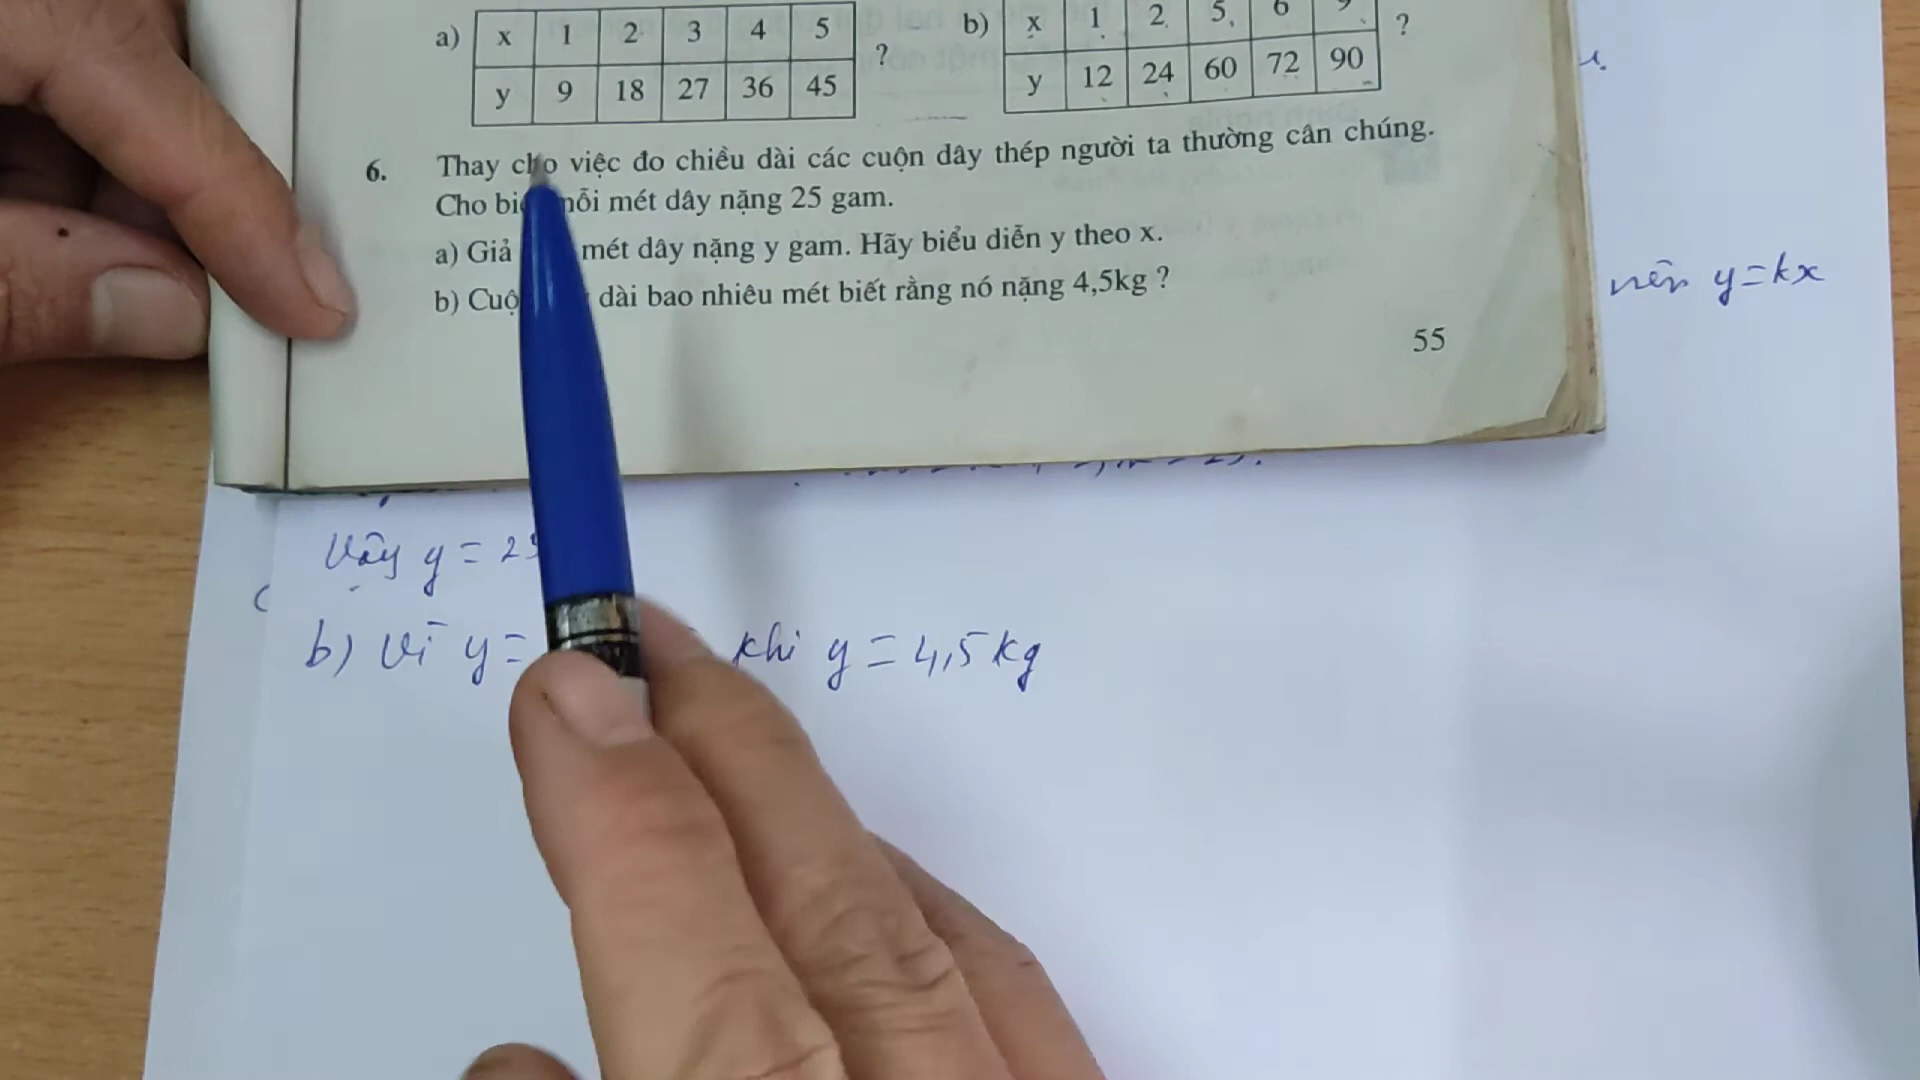 a) x 1 2 3 4 5 ?
y 9 18 27 36 45
b) x 1 2 5 6 ?
y 12 24 60 72 90
6. Thay cho việc đo chiều dài các cuộn dây thép người ta thường cân chúng.
Cho mỗi mét dây nặng 25 gam.
a) Giả mét dây nặng y gam. Hãy biểu diễn y theo x.
b) dài bao nhiêu mét biết rằng nó nặng 4,5kg ?
55
nên y=kx
Vậy y =
b) Vì y = khi y = 4,5 kg